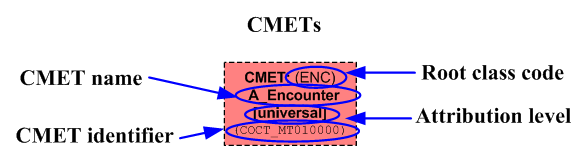 CMETs
CMET: (ENC)
Root class code
CMET name
A_Encounter
[universal]
Attribution level
CMET identifier
(COCT_MT010000)